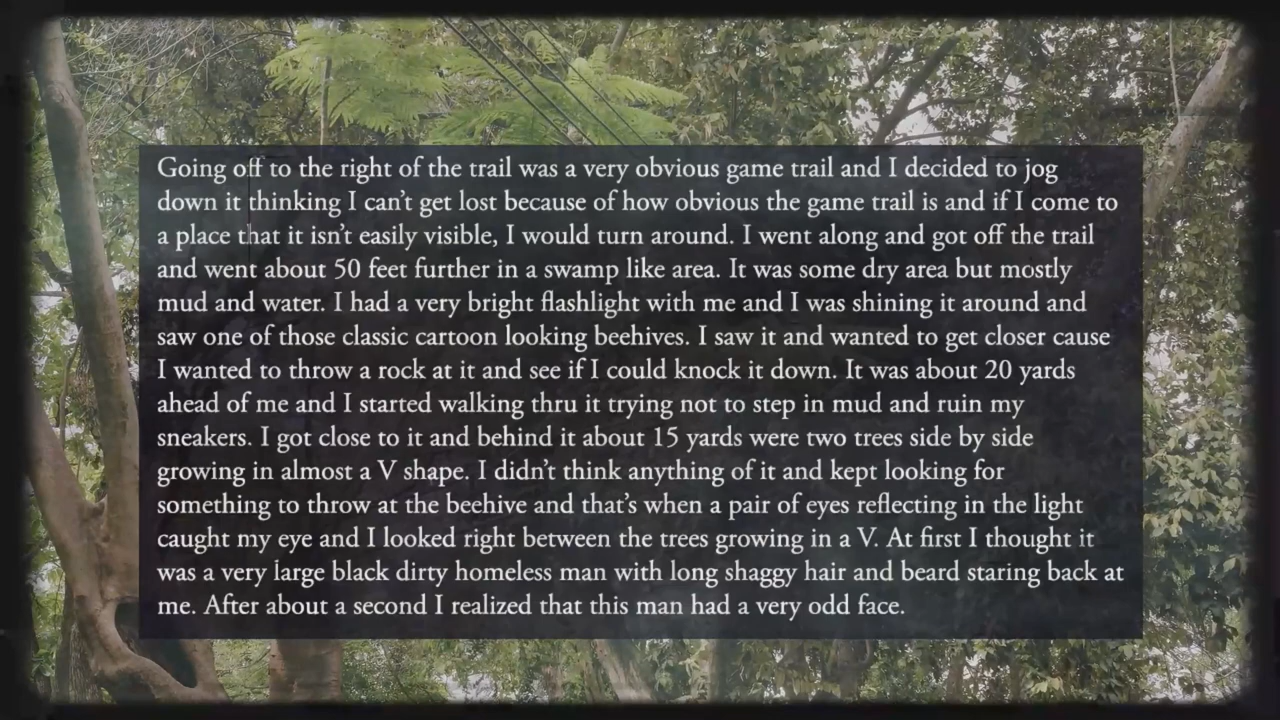 Going off to the right of the trail was a very obvious game trail and I decided to jog
down it thinking I can't get lost because of how obvious the game trail is and if I come to
a place that it isn't easily visible, I would turn around. I went along and got off the trail
and went about 50 feet further in a swamp like area. It was some dry area but mostly
mud and water. I had a very bright flashlight with me and I was shining it around and
saw one of those classic cartoon looking beehives. I saw it and wanted to get closer cause
I wanted to throw a rock at it and see if I could knock it down. It was about 20 yards
ahead of me and I started walking thru it trying not to step in mud and ruin my
sneakers. I got close to it and behind it about 15 yards were two trees side by side
growing in almost a V shape. I didn't think anything of it and kept looking for
something to throw at the beehive and that's when a pair of eyes reflecting in the light
caught my eye and I looked right between the trees growing in a V. At first I thought it
was a very large black dirty homeless man with long shaggy hair and beard staring back at
me. After about a second I realized that this man had a very odd face.